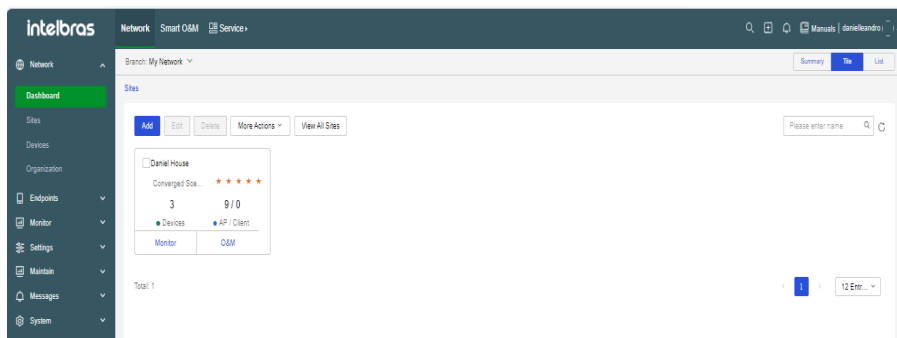 intelbras
Network Smart O&M Service
Manuals | danielleandro
Network
Branch: My Network
Summary Tile List
Dashboard
Sites
Sites
Devices
Organization
Endpoints
Monitor
Settings
Maintain
Messages
System
Add Edit Delete More Actions View All Sites
Please enter name
Daniel House
Converged Sce...
3 9 / 0
Devices AP / Client
Monitor O&M
Total: 1
1
12 Entr...